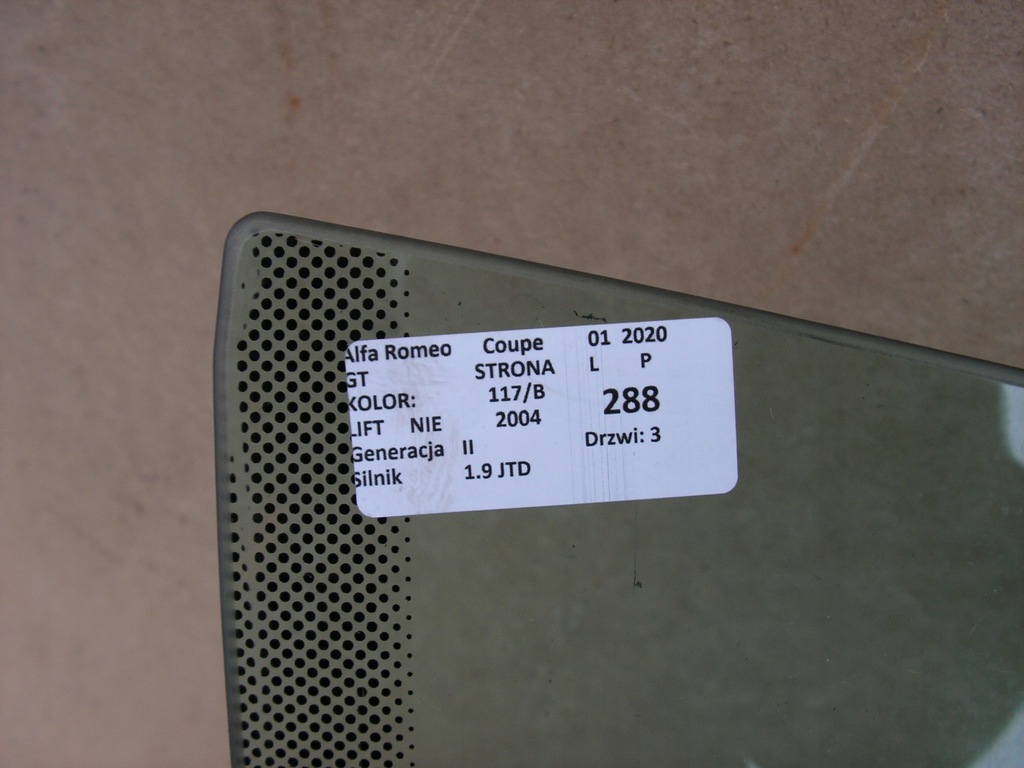 Alfa Romeo Coupe 01 2020
GT STRONA L P
KOLOR: 117/B 288
LIFT NIE 2004
Generacja II Drzwi: 3
Silnik 1.9 JTD